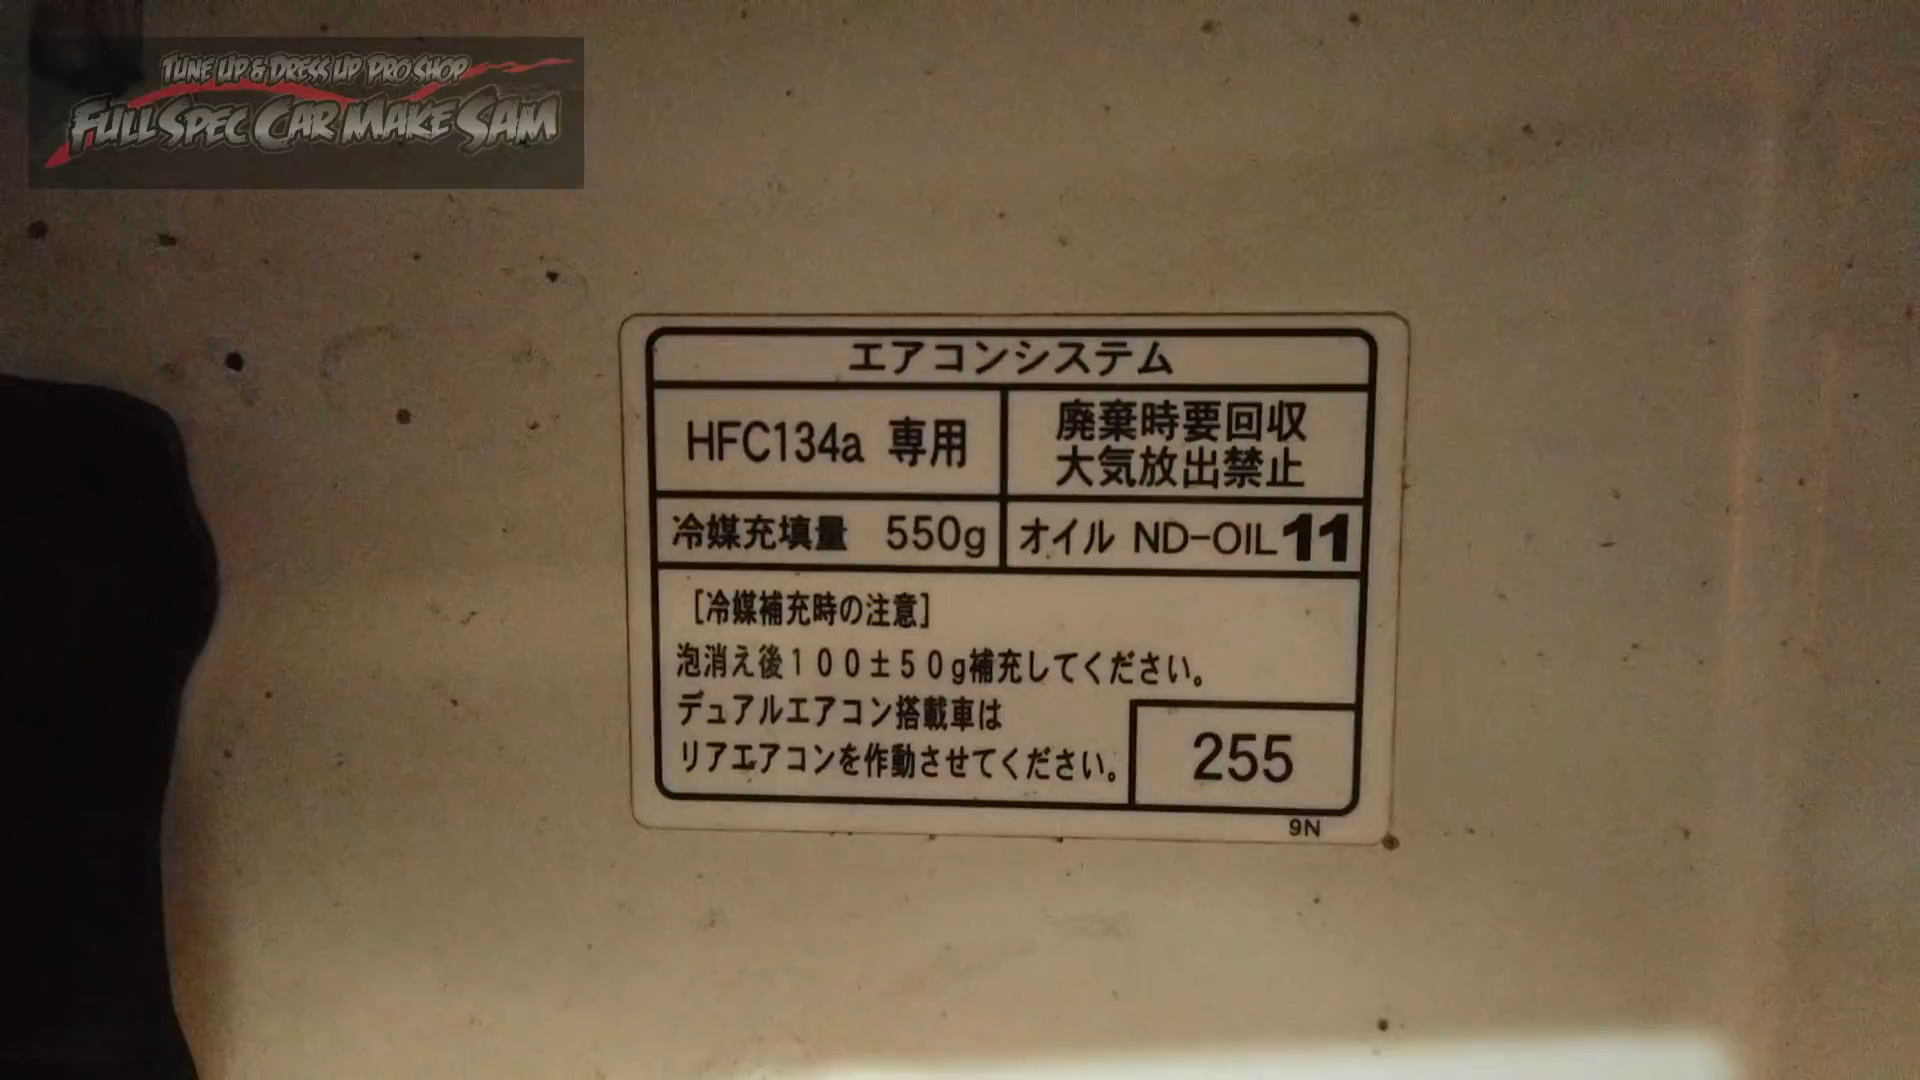 TUNE UP & DRESS UP PRO SHOP
FULL SPEC CAR MAKE SAM
エアコンシステム
HFC134a 専用
廃棄時要回収
大気放出禁止
冷媒充填量 550g
オイル ND-OIL11
[冷媒補充時の注意]
泡消え後100±50g補充してください。
デュアルエアコン搭載車は
リアエアコンを作動させてください。
255
9N